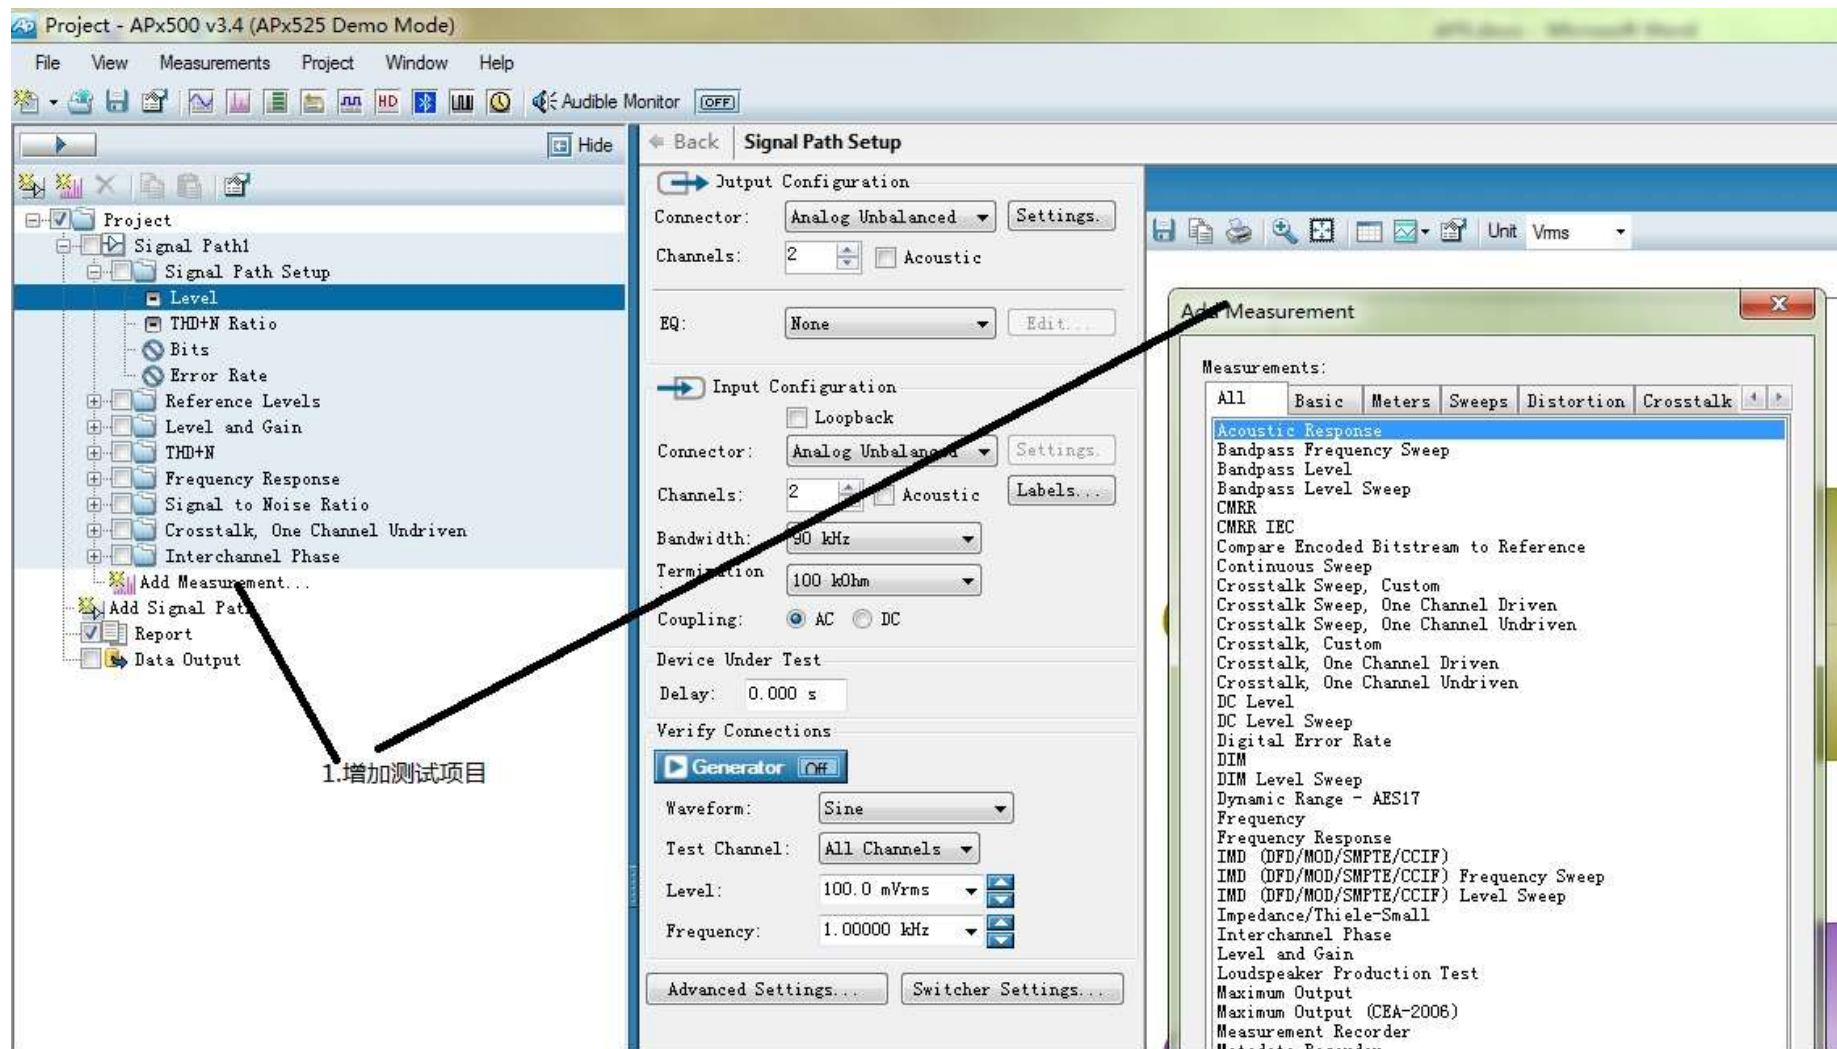 Project - APx500 v3.4 (APx525 Demo Mode)
File View Measurements Project Window Help
HD Audible Monitor OFF
Hide
Back Signal Path Setup
Project
Signal Path1
Signal Path Setup
Level
THD+N Ratio
Bits
Error Rate
Reference Levels
Level and Gain
THD+N
Frequency Response
Signal to Noise Ratio
Crosstalk, One Channel Undriven
Interchannel Phase
Add Measurement...
Add Signal Path
Report
Data Output
1.增加测试项目
Output Configuration
Connector: Analog Unbalanced Settings.
Channels: 2 Acoustic
EQ: None Edit...
Input Configuration
Loopback
Connector: Analog Unbalanced Settings.
Channels: 2 Acoustic Labels...
Bandwidth: 90 kHz
Termination 100 kOhm
Coupling: AC DC
Device Under Test
Delay: 0.000 s
Verify Connections
Generator Off
Waveform: Sine
Test Channel: All Channels
Level: 100.0 mVrms
Frequency: 1.00000 kHz
Advanced Settings... Switcher Settings...
Unit Vrms
Add Measurement
Measurements:
All Basic Meters Sweeps Distortion Crosstalk
Acoustic Response
Bandpass Frequency Sweep
Bandpass Level
Bandpass Level Sweep
CMRR
CMRR IEC
Compare Encoded Bitstream to Reference
Continuous Sweep
Crosstalk Sweep, Custom
Crosstalk Sweep, One Channel Driven
Crosstalk Sweep, One Channel Undriven
Crosstalk, Custom
Crosstalk, One Channel Driven
Crosstalk, One Channel Undriven
DC Level
DC Level Sweep
Digital Error Rate
DIM
DIM Level Sweep
Dynamic Range - AES17
Frequency
Frequency Response
IMD (DFD/MOD/SMPTE/CCIF)
IMD (DFD/MOD/SMPTE/CCIF) Frequency Sweep
IMD (DFD/MOD/SMPTE/CCIF) Level Sweep
Impedance/Thiele-Small
Interchannel Phase
Level and Gain
Loudspeaker Production Test
Maximum Output
Maximum Output (CEA-2006)
Measurement Recorder